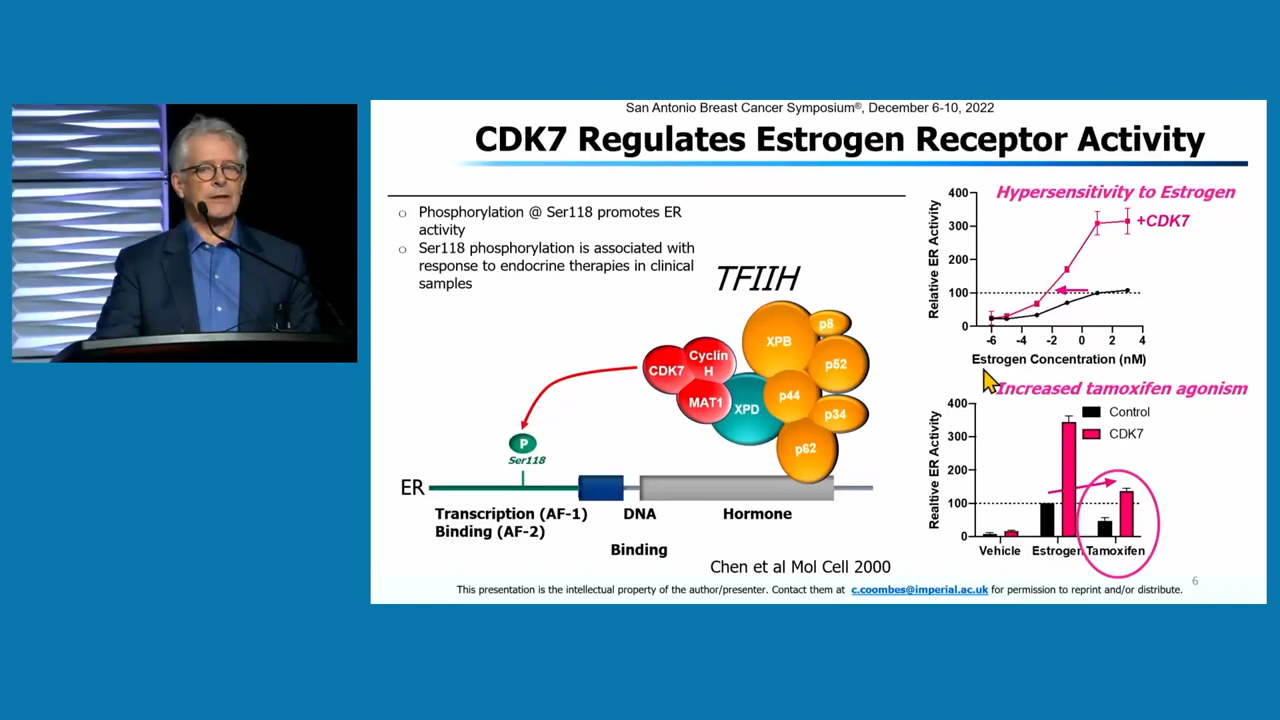 San Antonio Breast Cancer Symposium®, December 6-10, 2022
CDK7 Regulates Estrogen Receptor Activity
○ Phosphorylation @ Ser118 promotes ER
activity
○ Ser118 phosphorylation is associated with
response to endocrine therapies in clinical
samples
TFIIH
XPB
p8
p52
CDK7
Cyclin
H
MAT1
XPD
p44
p34
p62
P
Ser118
ER
Transcription (AF-1)
Binding (AF-2)
DNA
Binding
Hormone
Chen et al Mol Cell 2000
Hypersensitivity to Estrogen
+CDK7
Relative ER Activity
400
300
200
100
0
-6 -4 -2 0 2 4
Estrogen Concentration (nM)
Increased tamoxifen agonism
Control
CDK7
Realtive ER Activity
400
300
200
100
0
Vehicle Estrogen Tamoxifen
6
This presentation is the intellectual property of the author/presenter. Contact them at c.coombes@imperial.ac.uk for permission to reprint and/or distribute.